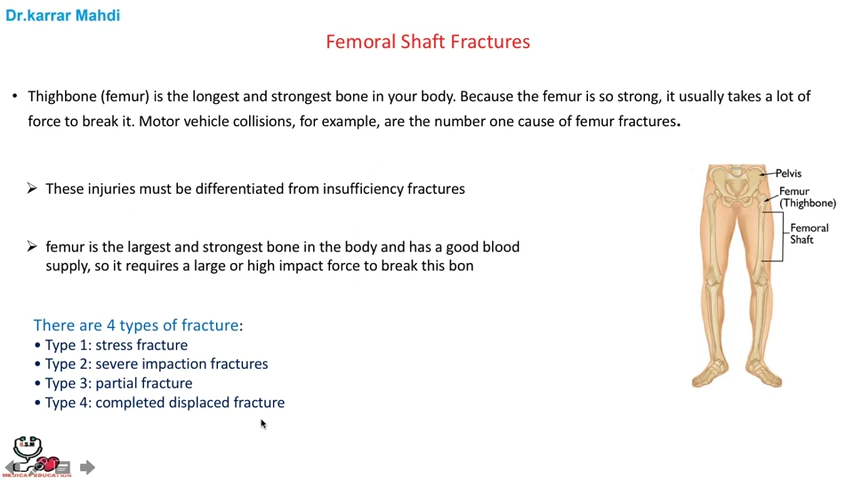 Dr.karrar Mahdi
Femoral Shaft Fractures
• Thighbone (femur) is the longest and strongest bone in your body. Because the femur is so strong, it usually takes a lot of
force to break it. Motor vehicle collisions, for example, are the number one cause of femur fractures.
➢ These injuries must be differentiated from insufficiency fractures
➢ femur is the largest and strongest bone in the body and has a good blood
supply, so it requires a large or high impact force to break this bon
There are 4 types of fracture:
• Type 1: stress fracture
• Type 2: severe impaction fractures
• Type 3: partial fracture
• Type 4: completed displaced fracture
Pelvis
Femur
(Thighbone)
Femoral
Shaft
MEDICAL EDUCATION